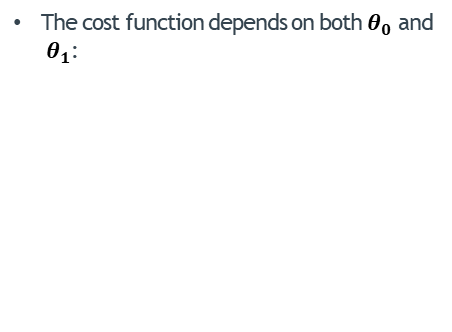 • The cost function depends on both θ₀ and
θ₁: